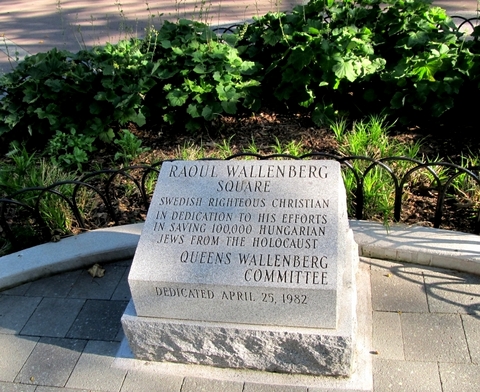 RAOUL WALLENBERG
SQUARE
SWEDISH RIGHTEOUS CHRISTIAN
IN DEDICATION TO HIS EFFORTS
IN SAVING 100,000 HUNGARIAN
JEWS FROM THE HOLOCAUST
QUEENS WALLENBERG
COMMITTEE
DEDICATED APRIL 25, 1982